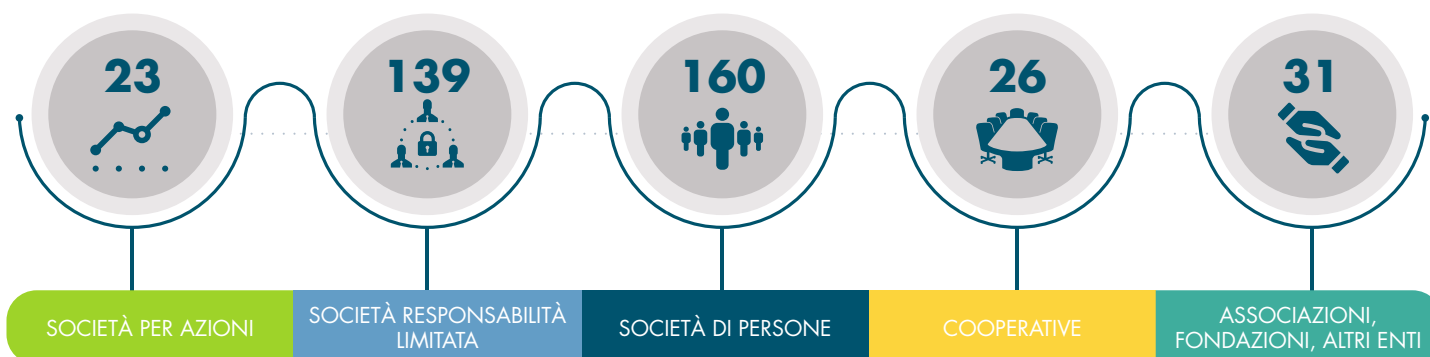 23
139
160
26
31
SOCIETÀ PER AZIONI
SOCIETÀ RESPONSABILITÀ
LIMITATA
SOCIETÀ DI PERSONE
COOPERATIVE
ASSOCIAZIONI,
FONDAZIONI, ALTRI ENTI